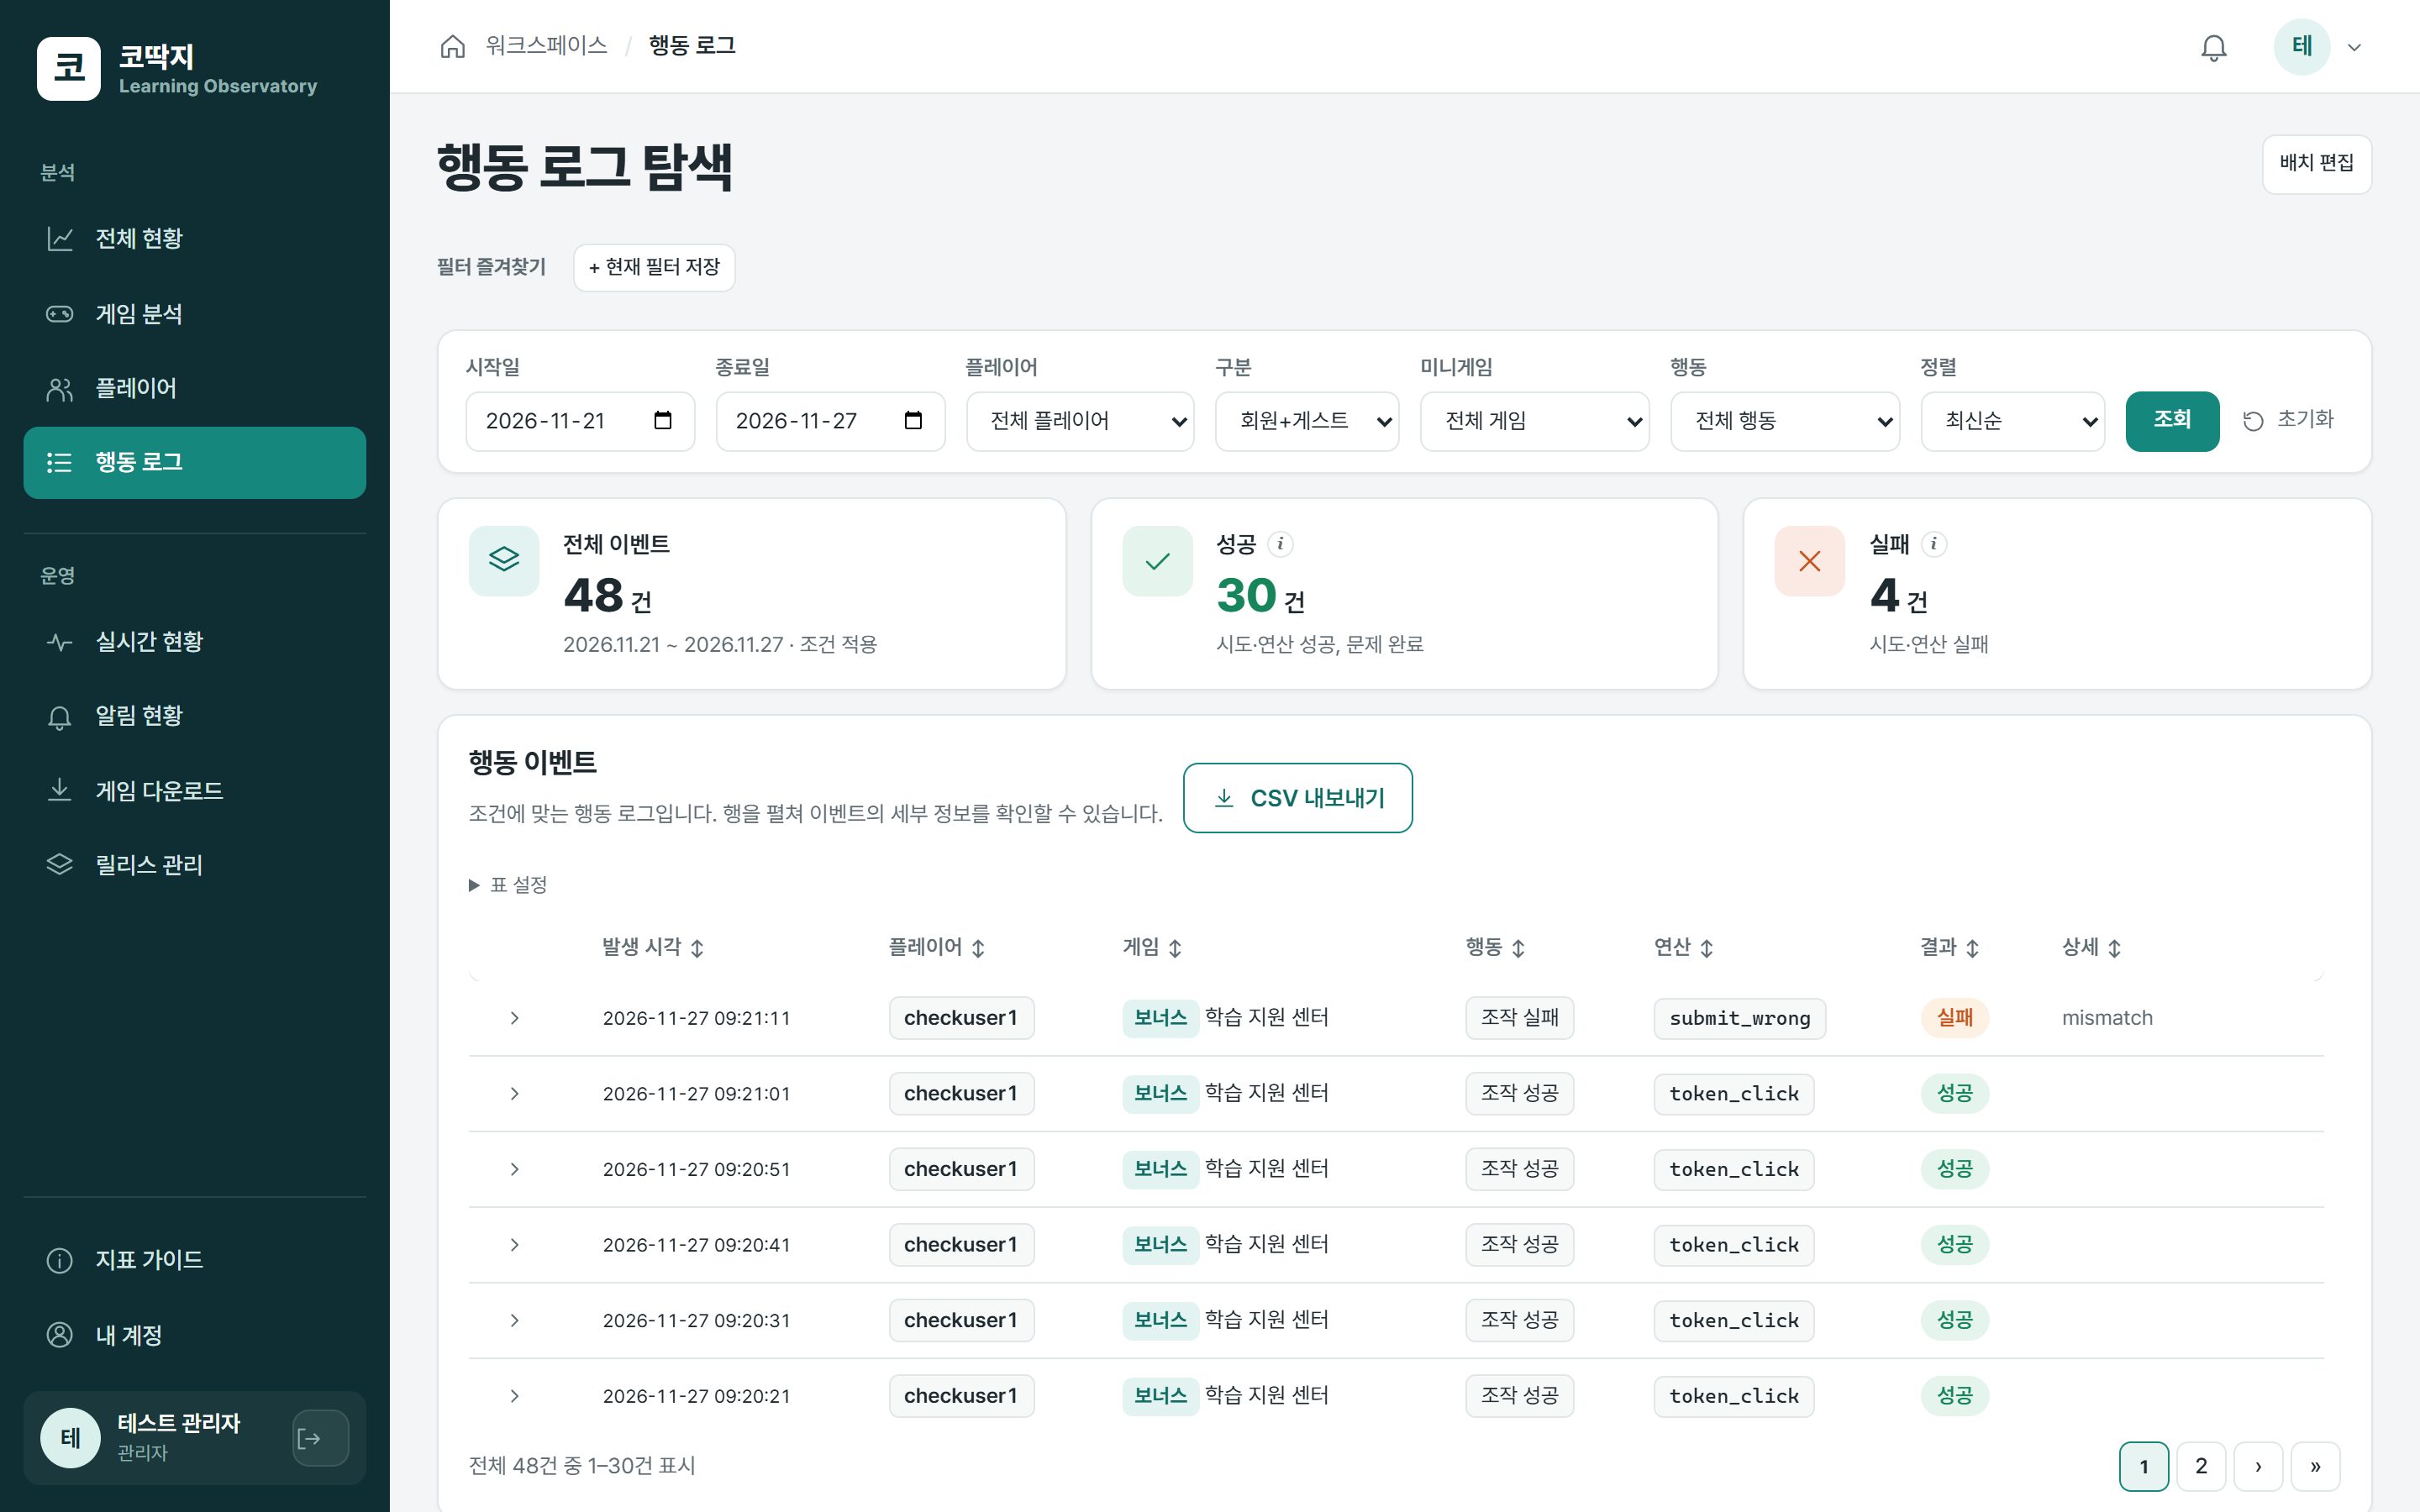 코
코딱지
Learning Observatory
분석
전체 현황
게임 분석
플레이어
행동 로그
운영
실시간 현황
알림 현황
게임 다운로드
릴리스 관리
지표 가이드
내 계정
테
테스트 관리자
관리자
워크스페이스 / 행동 로그
테
행동 로그 탐색
배치 편집
필터 즐겨찾기
+ 현재 필터 저장
시작일 종료일 플레이어 구분 미니게임 행동 정렬
2026-11-21 2026-11-27 전체 플레이어 회원+게스트 전체 게임 전체 행동 최신순 조회 초기화
전체 이벤트
48 건
2026.11.21 ~ 2026.11.27 · 조건 적용
성공 i
30 건
시도·연산 성공, 문제 완료
실패 i
4 건
시도·연산 실패
행동 이벤트
조건에 맞는 행동 로그입니다. 행을 펼쳐 이벤트의 세부 정보를 확인할 수 있습니다.
CSV 내보내기
▶ 표 설정
발생 시각 ↕ 플레이어 ↕ 게임 ↕ 행동 ↕ 연산 ↕ 결과 ↕ 상세 ↕
› 2026-11-27 09:21:11 checkuser1 보너스 학습 지원 센터 조작 실패 submit_wrong 실패 mismatch
› 2026-11-27 09:21:01 checkuser1 보너스 학습 지원 센터 조작 성공 token_click 성공
› 2026-11-27 09:20:51 checkuser1 보너스 학습 지원 센터 조작 성공 token_click 성공
› 2026-11-27 09:20:41 checkuser1 보너스 학습 지원 센터 조작 성공 token_click 성공
› 2026-11-27 09:20:31 checkuser1 보너스 학습 지원 센터 조작 성공 token_click 성공
› 2026-11-27 09:20:21 checkuser1 보너스 학습 지원 센터 조작 성공 token_click 성공
전체 48건 중 1–30건 표시
1 2 › »